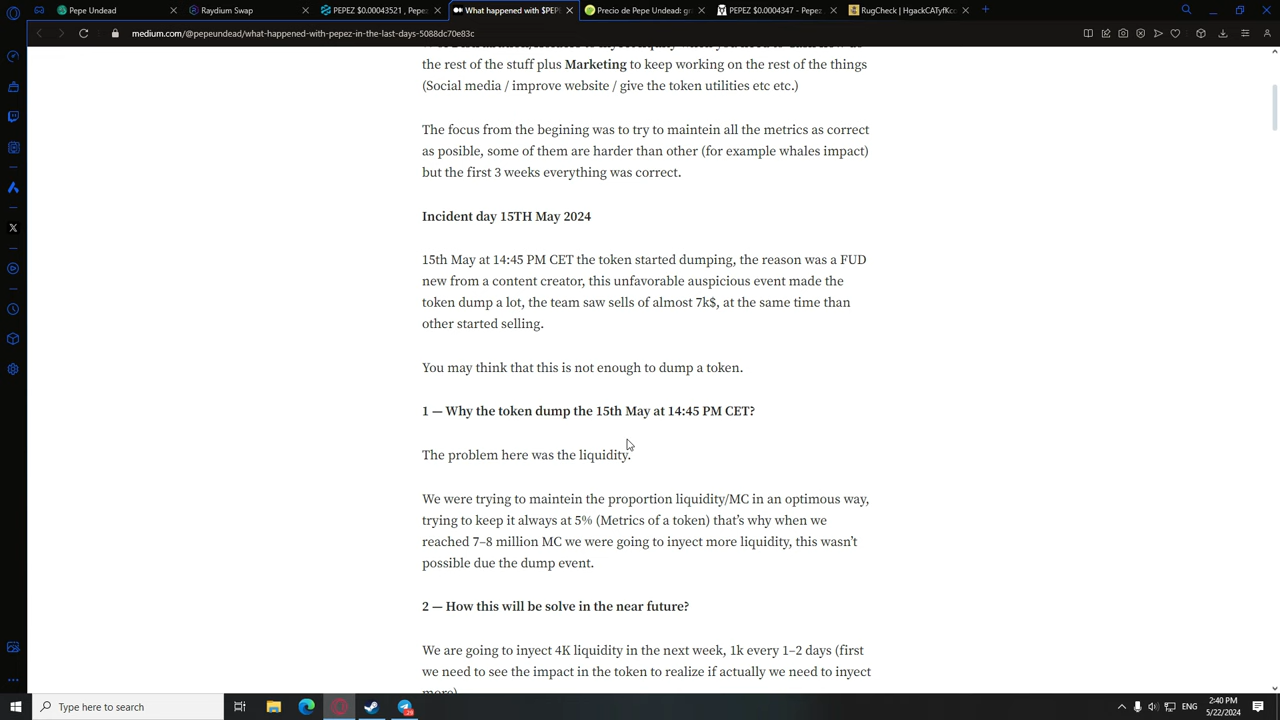 Pepe Undead
Raydium Swap
PEPEZ $0.00043521 , Pepez
What happened with $PEP
Precio de Pepe Undead: gr
PEPEZ $0.0004347 - Pepez
RugCheck | HgackCATyfKcc
medium.com/@pepeundead/what-happened-with-pepez-in-the-last-days-5088dc70e83c
the rest of the stuff plus Marketing to keep working on the rest of the things
(Social media / improve website / give the token utilities etc etc.)
The focus from the begining was to try to maintein all the metrics as correct
as posible, some of them are harder than other (for example whales impact)
but the first 3 weeks everything was correct.
Incident day 15TH May 2024
15th May at 14:45 PM CET the token started dumping, the reason was a FUD
new from a content creator, this unfavorable auspicious event made the
token dump a lot, the team saw sells of almost 7k$, at the same time than
other started selling.
You may think that this is not enough to dump a token.
1 — Why the token dump the 15th May at 14:45 PM CET?
The problem here was the liquidity.
We were trying to maintein the proportion liquidity/MC in an optimous way,
trying to keep it always at 5% (Metrics of a token) that's why when we
reached 7–8 million MC we were going to inyect more liquidity, this wasn't
possible due the dump event.
2 — How this will be solve in the near future?
We are going to inyect 4K liquidity in the next week, 1k every 1–2 days (first
we need to see the impact in the token to realize if actually we need to inyect
more)
Type here to search
ENG
2:40 PM
5/22/2024